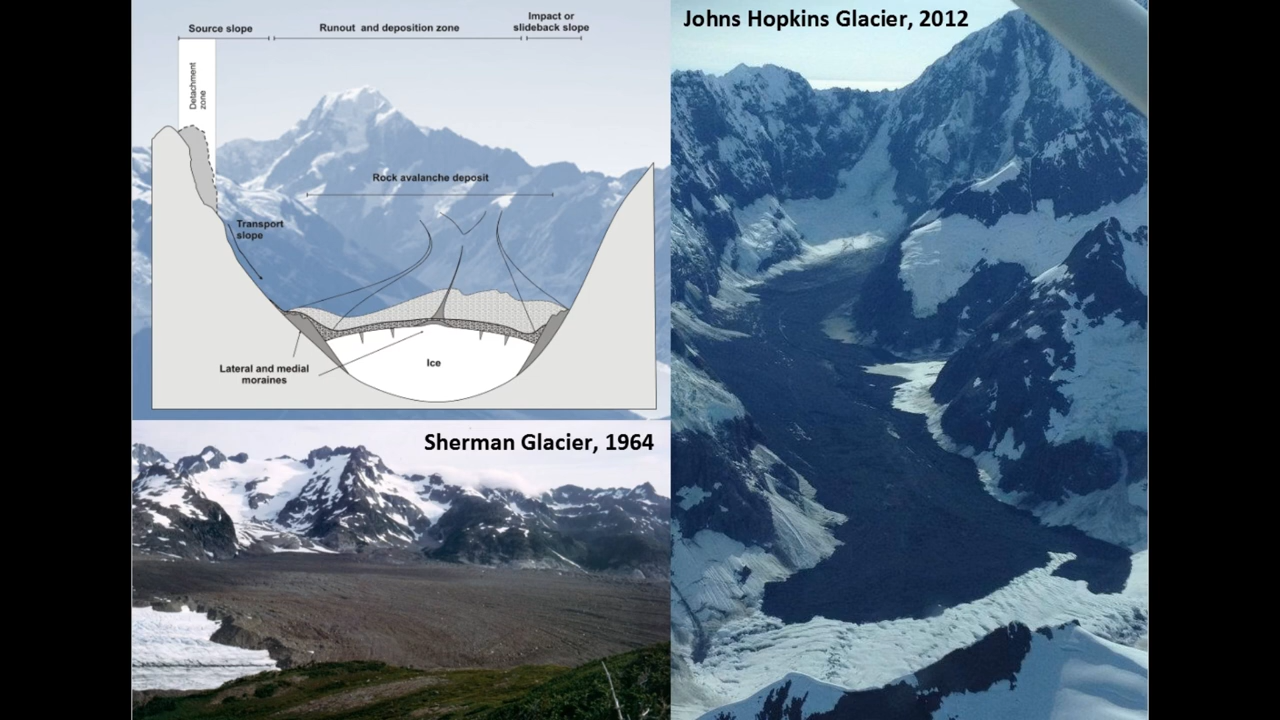 Source slope
Runout and deposition zone
Impact or
slideback slope
Detachment
zone
Rock avalanche deposit
Transport
slope
Lateral and medial
moraines
Ice
Sherman Glacier, 1964
Johns Hopkins Glacier, 2012